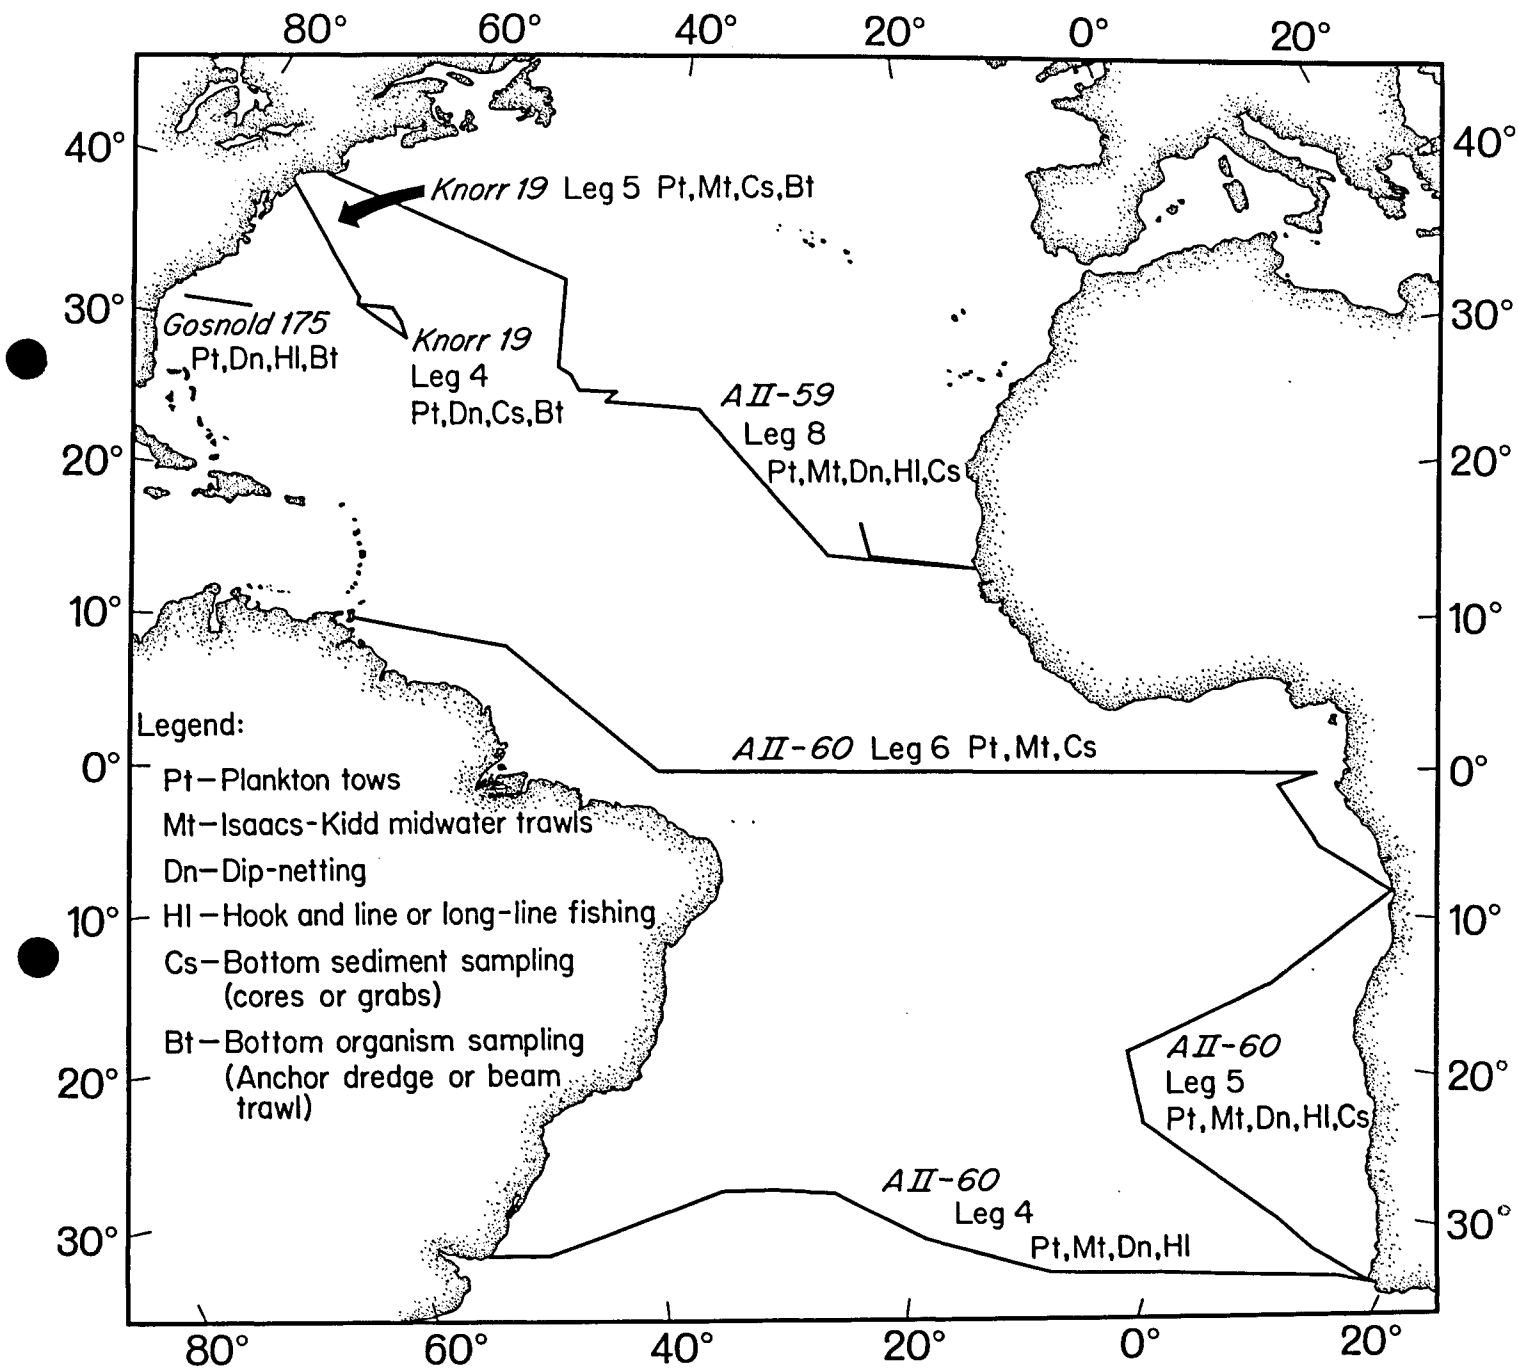 80° 60° 40° 20° 0° 20°
40° 40°
Knorr 19 Leg 5 Pt,Mt,Cs,Bt
30° 30°
Gosnold 175
Pt,Dn,Hl,Bt
Knorr 19
Leg 4
Pt,Dn,Cs,Bt
AII-59
Leg 8
Pt,Mt,Dn,Hl,Cs
20° 20°
10° 10°
Legend:
AII-60 Leg 6 Pt,Mt,Cs
0° 0°
Pt—Plankton tows
Mt—Isaacs-Kidd midwater trawls
Dn—Dip-netting
Hl—Hook and line or long-line fishing
10° 10°
Cs—Bottom sediment sampling
(cores or grabs)
Bt—Bottom organism sampling
(Anchor dredge or beam
trawl)
AII-60
Leg 5
Pt,Mt,Dn,Hl,Cs
20° 20°
AII-60
Leg 4
Pt,Mt,Dn,Hl
30° 30°
80° 60° 40° 20° 0° 20°